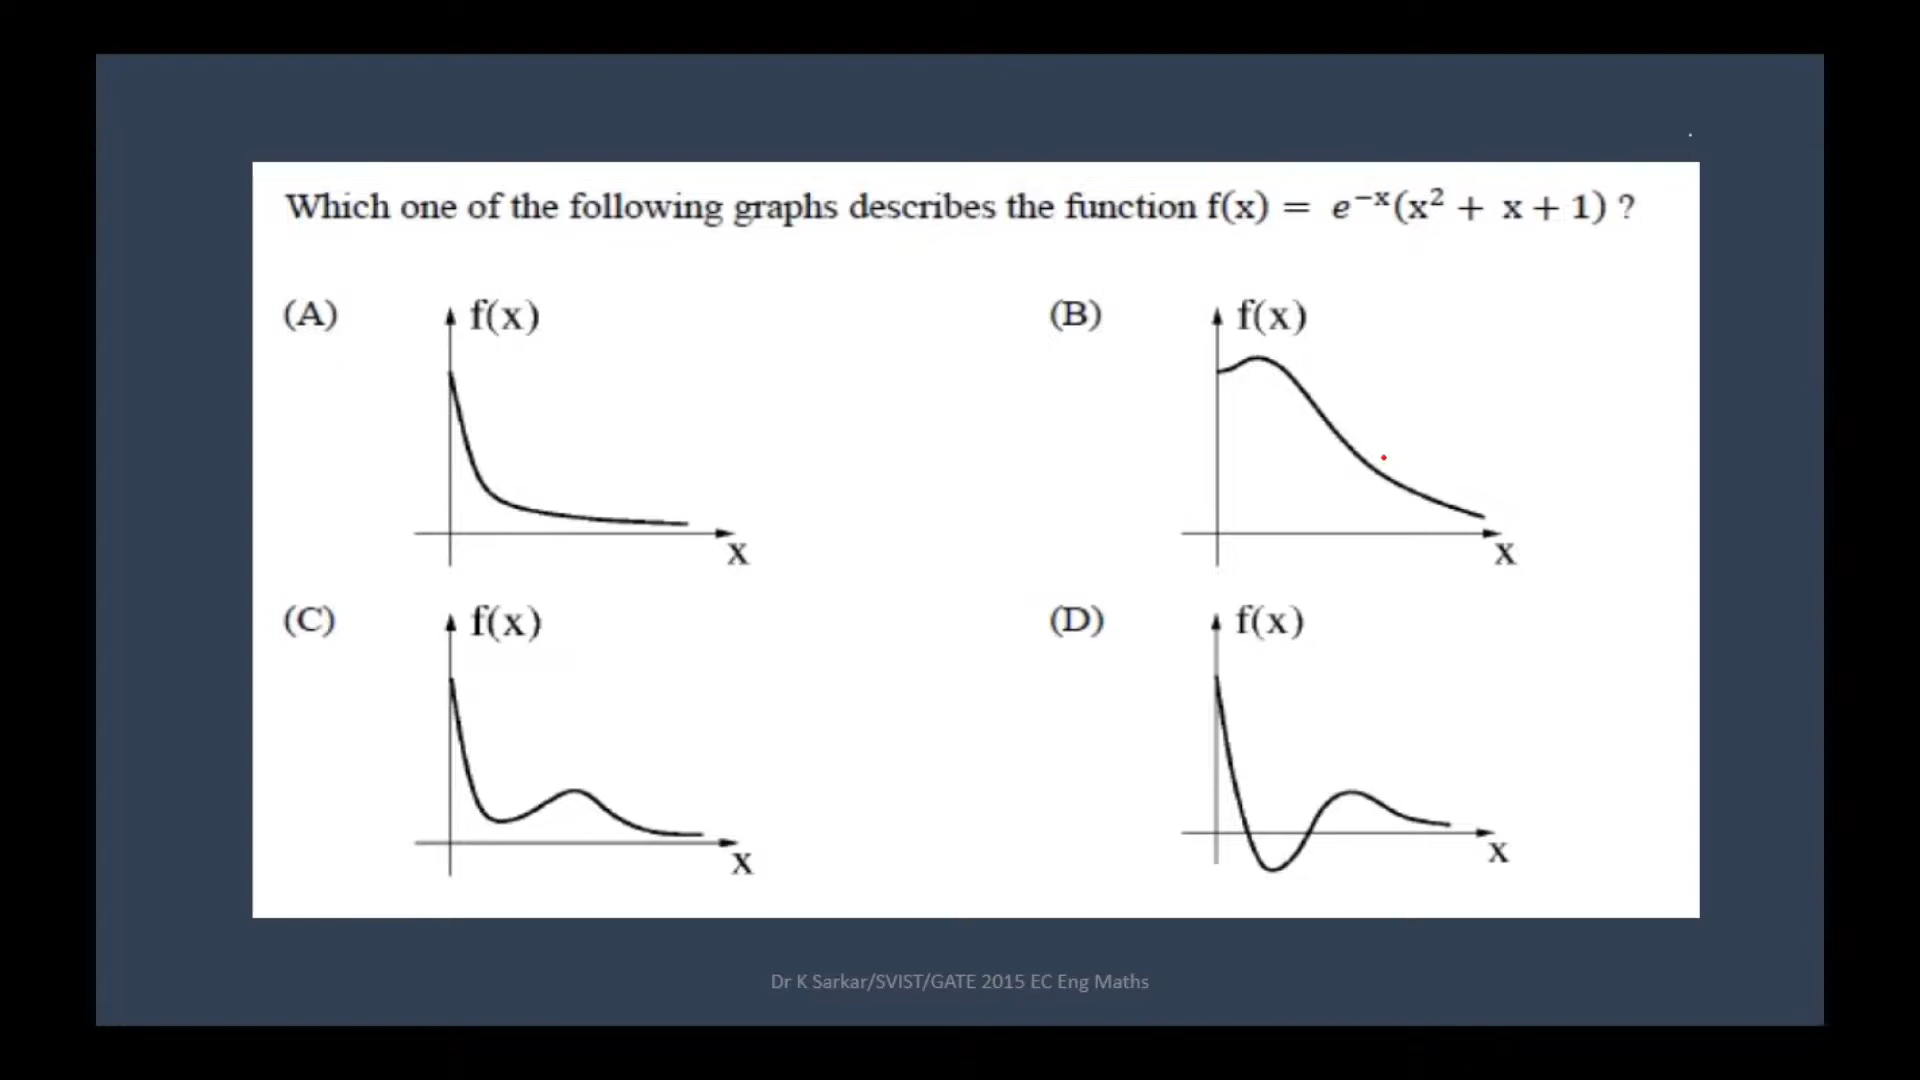 Which one of the following graphs describes the function f(x) = e⁻ˣ(x² + x + 1) ?
(A)
f(x)
x
(B)
f(x)
x
(C)
f(x)
x
(D)
f(x)
x
Dr K Sarkar/SVIST/GATE 2015 EC Eng Maths